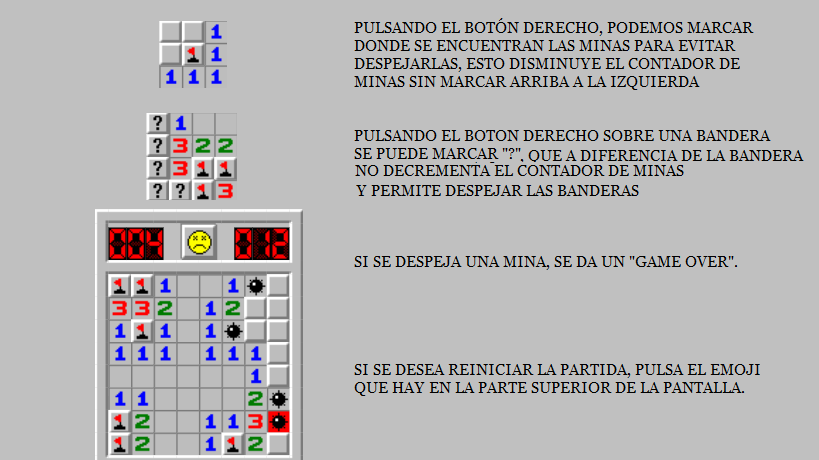 1
PULSANDO EL BOTÓN DERECHO, PODEMOS MARCAR
1
DONDE SE ENCUENTRAN LAS MINAS PARA EVITAR
DESPEJARLAS, ESTO DISMINUYE EL CONTADOR DE
1 1 1
MINAS SIN MARCAR ARRIBA A LA IZQUIERDA
? 1
PULSANDO EL BOTON DERECHO SOBRE UNA BANDERA
? 3 2 2
SE PUEDE MARCAR "?", QUE A DIFERENCIA DE LA BANDERA
? 3
NO DECREMENTA EL CONTADOR DE MINAS
? ? 3
Y PERMITE DESPEJAR LAS BANDERAS
004 012
SI SE DESPEJA UNA MINA, SE DA UN "GAME OVER".
1 1
3 3 2 1 2
1 1 1
1 1 1 1 1 1
SI SE DESEA REINICIAR LA PARTIDA, PULSA EL EMOJI
1
QUE HAY EN LA PARTE SUPERIOR DE LA PANTALLA.
1 1 2
2 1 1 3
2 1 2